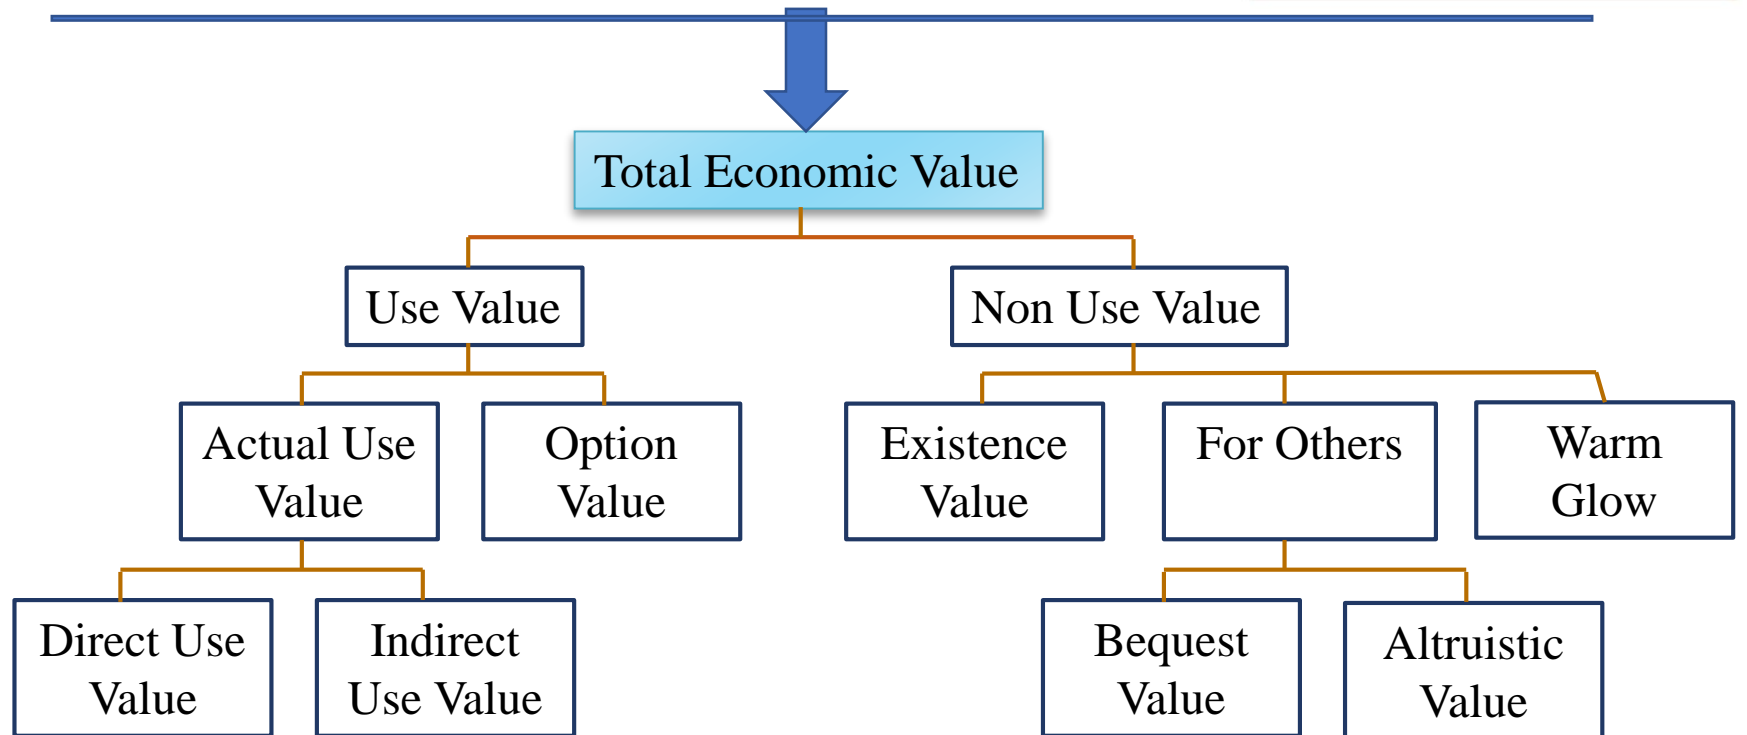 Total Economic Value
Use Value
Non Use Value
Actual Use
Value
Option
Value
Existence
Value
For Others
Warm
Glow
Direct Use
Value
Indirect
Use Value
Bequest
Value
Altruistic
Value